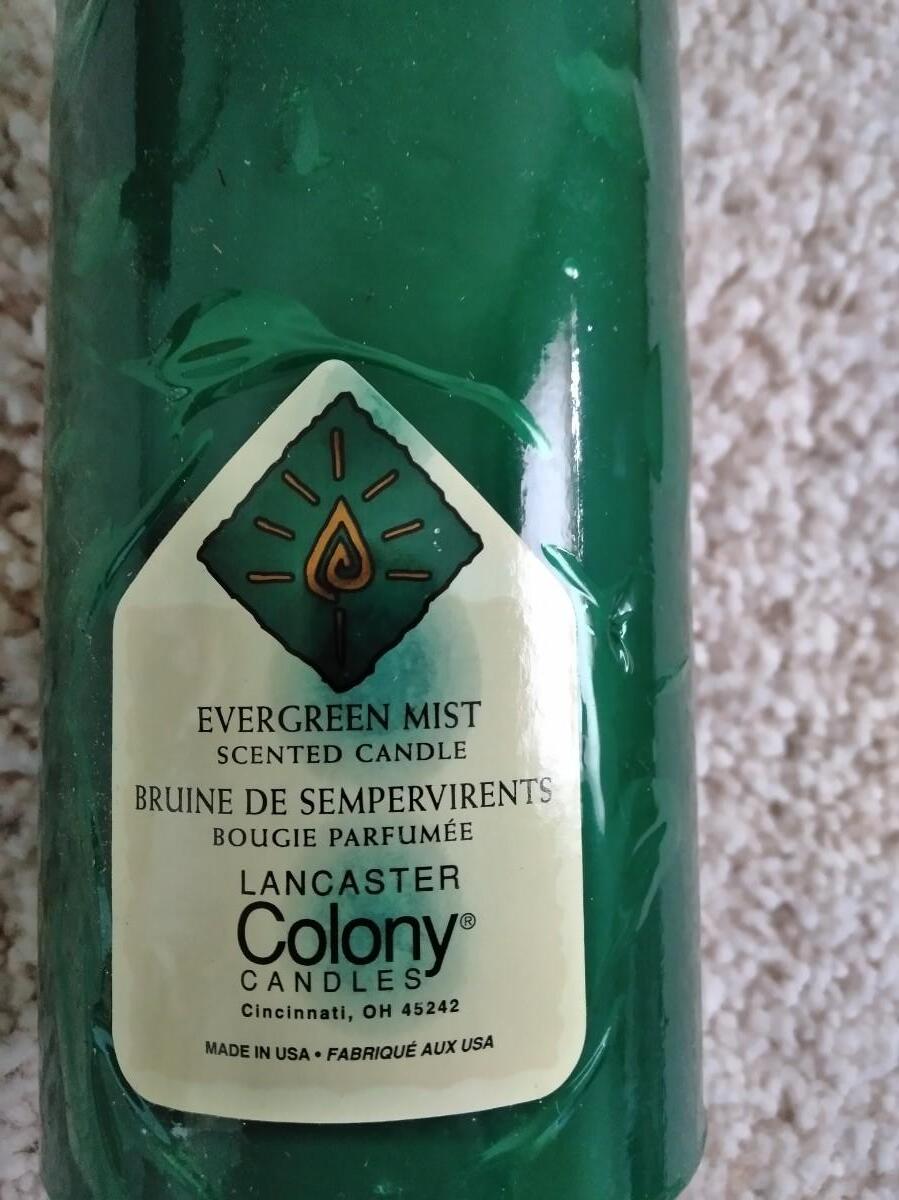 EVERGREEN MIST
SCENTED CANDLE
BRUINE DE SEMPERVIRENTS
BOUGIE PARFUMÉE
LANCASTER
Colony®
CANDLES
Cincinnati, OH 45242
MADE IN USA • FABRIQUÉ AUX USA